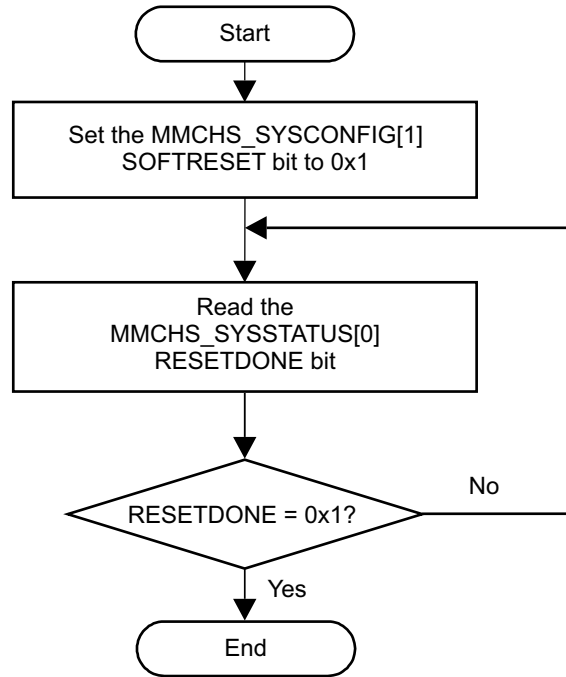 Start
Set the MMCHS_SYSCONFIG[1]
SOFTRESET bit to 0x1
Read the
MMCHS_SYSSTATUS[0]
RESETDONE bit
RESETDONE = 0x1?
No
Yes
End